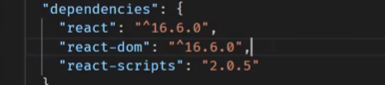 "dependencies": {
"react": "^16.6.0",
"react-dom": "^16.6.0",
"react-scripts": "2.0.5"
}